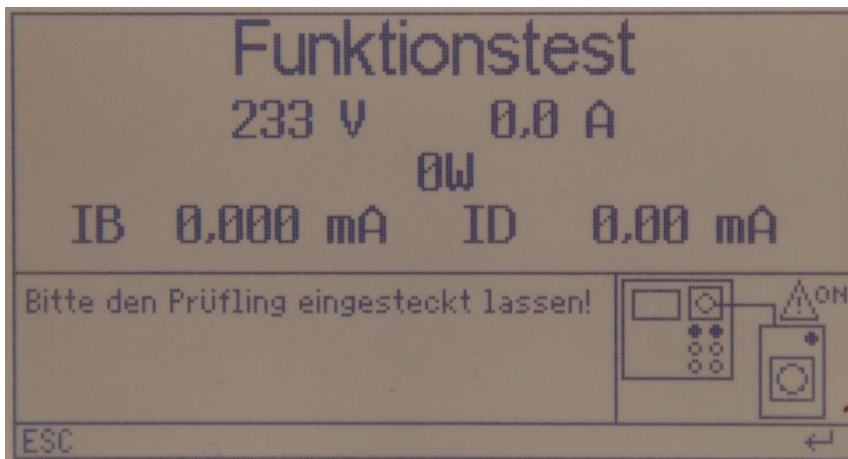 Funktionstest
233 V 0,0 A
0W
IB 0,000 mA ID 0,00 mA
Bitte den Prüfling eingesteckt lassen!
ON
ESC